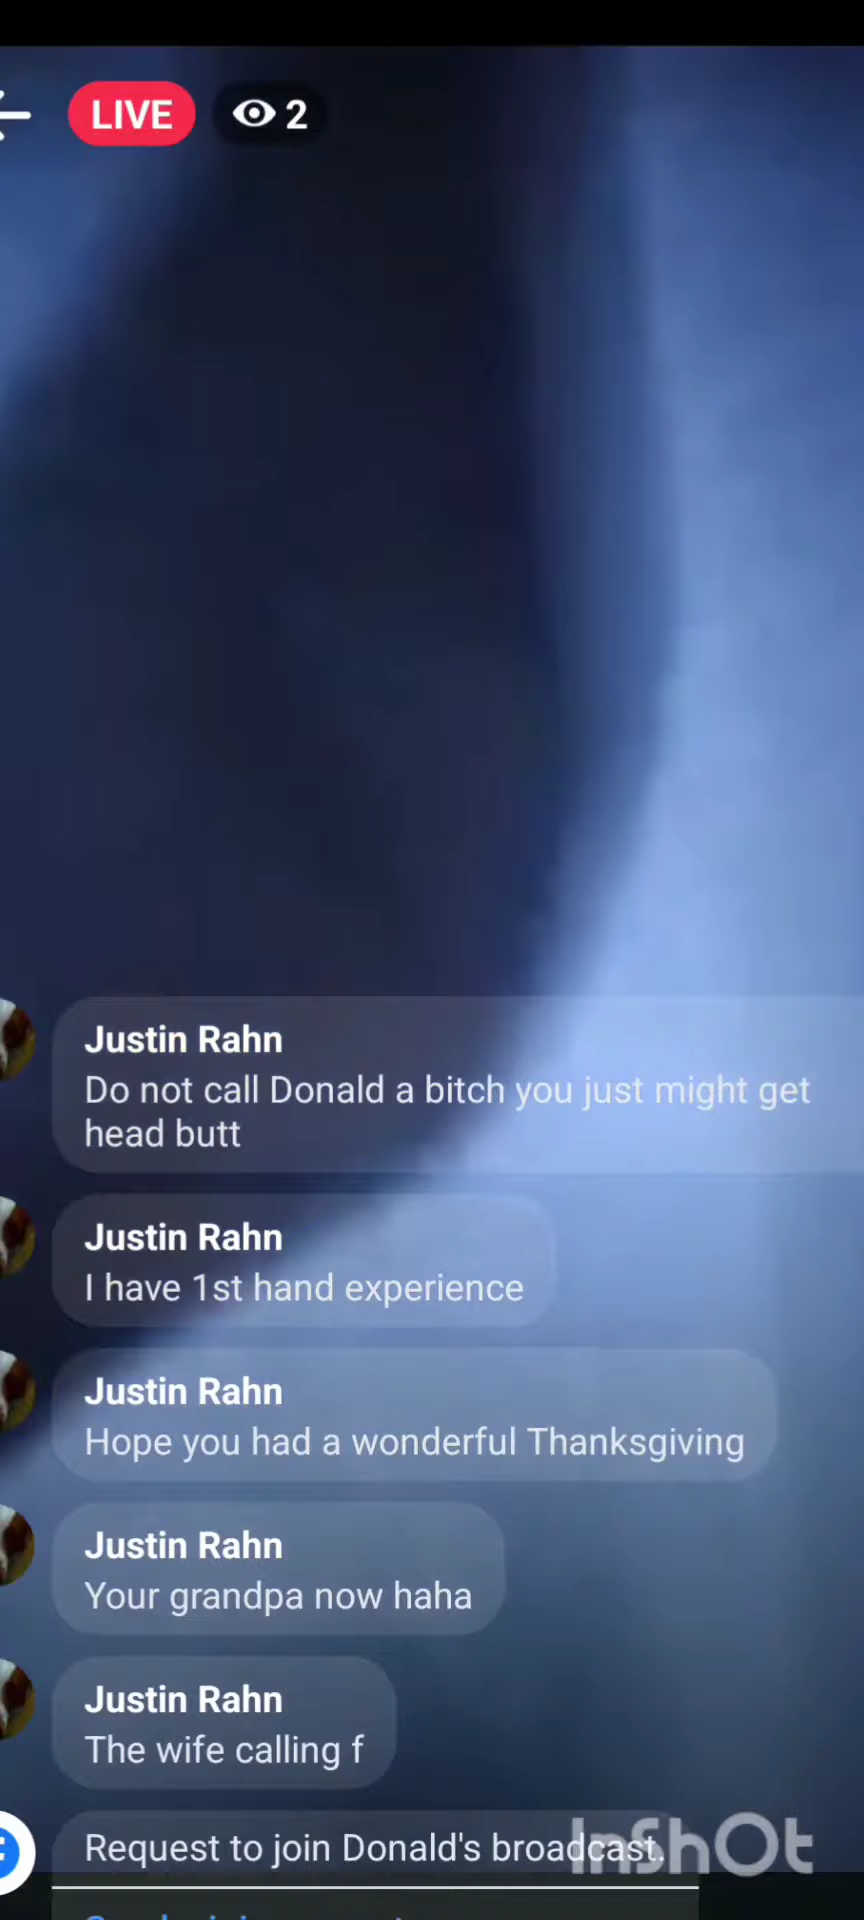 LIVE 2
Justin Rahn
Do not call Donald a bitch you just might get
head butt
Justin Rahn
I have 1st hand experience
Justin Rahn
Hope you had a wonderful Thanksgiving
Justin Rahn
Your grandpa now haha
Justin Rahn
The wife calling f
Request to join Donald's broadcast.
InShOt